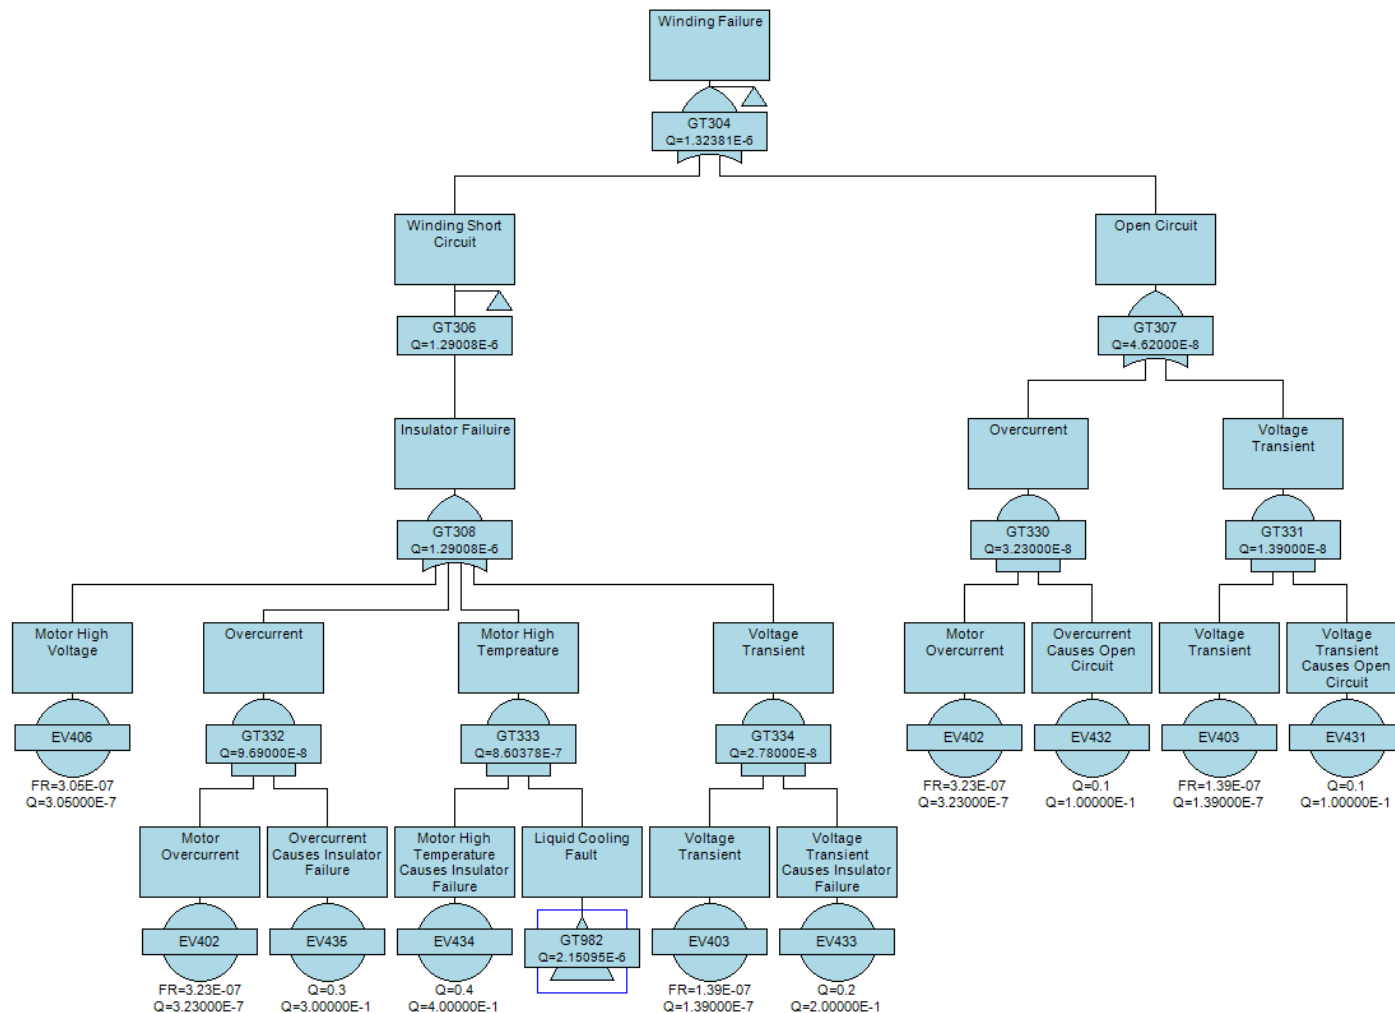 Winding Failure
GT304
Q=1.32381E-6
Winding Short
Circuit
GT306
Q=1.29008E-6
Open Circuit
GT307
Q=4.62000E-8
Insulator Failuire
GT308
Q=1.29008E-6
Overcurrent
GT330
Q=3.23000E-8
Voltage
Transient
GT331
Q=1.39000E-8
Motor High
Voltage
EV406
FR=3.05E-07
Q=3.05000E-7
Overcurrent
GT332
Q=9.69000E-8
Motor High
Tempreature
GT333
Q=8.60378E-7
Voltage
Transient
GT334
Q=2.78000E-8
Motor
Overcurrent
EV402
FR=3.23E-07
Q=3.23000E-7
Overcurrent
Causes Open
Circuit
EV432
Q=0.1
Q=1.00000E-1
Voltage
Transient
EV403
FR=1.39E-07
Q=1.39000E-7
Voltage
Transient
Causes Open
Circuit
EV431
Q=0.1
Q=1.00000E-1
Motor
Overcurrent
EV402
FR=3.23E-07
Q=3.23000E-7
Overcurrent
Causes Insulator
Failure
EV435
Q=0.3
Q=3.00000E-1
Motor High
Temperature
Causes Insulator
Failure
EV434
Q=0.4
Q=4.00000E-1
Liquid Cooling
Fault
GT982
Q=2.15095E-6
Voltage
Transient
EV403
FR=1.39E-07
Q=1.39000E-7
Voltage
Transient
Causes Insulator
Failure
EV433
Q=0.2
Q=2.00000E-1